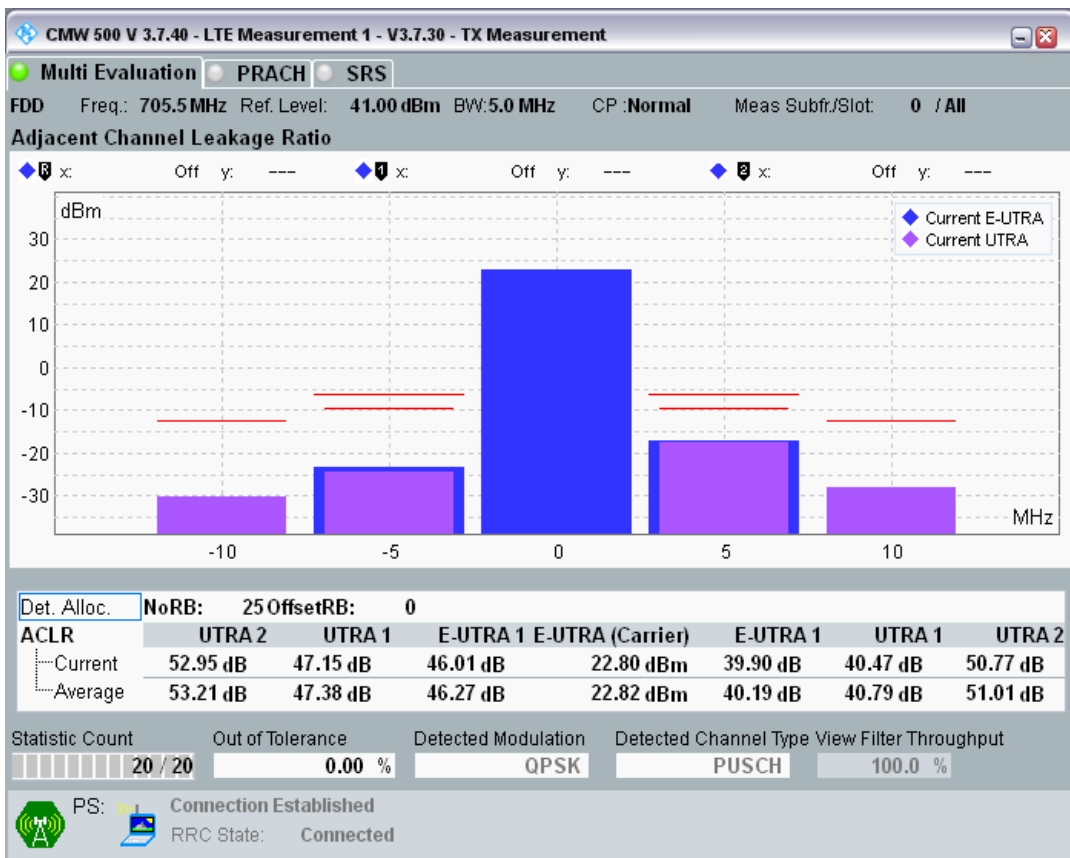 CMW 500 V 3.7.40 - LTE Measurement 1 - V3.7.30 - TX Measurement
Multi Evaluation PRACH SRS
FDD Freq.: 705.5 MHz Ref. Level: 41.00 dBm BW: 5.0 MHz CP : Normal Meas Subfr./Slot: 0 / All
Adjacent Channel Leakage Ratio
R x: Off y: --- 1 x: Off y: --- 2 x: Off y: ---
dBm
Current E-UTRA
Current UTRA
30
20
10
0
-10
-20
-30
MHz
-10 -5 0 5 10
Det. Alloc. NoRB: 25 OffsetRB: 0
ACLR UTRA 2 UTRA 1 E-UTRA 1 E-UTRA (Carrier) E-UTRA 1 UTRA 1 UTRA 2
Current 52.95 dB 47.15 dB 46.01 dB 22.80 dBm 39.90 dB 40.47 dB 50.77 dB
Average 53.21 dB 47.38 dB 46.27 dB 22.82 dBm 40.19 dB 40.79 dB 51.01 dB
Statistic Count Out of Tolerance Detected Modulation Detected Channel Type View Filter Throughput
20 / 20 0.00 % QPSK PUSCH 100.0 %
PS: Connection Established
RRC State: Connected